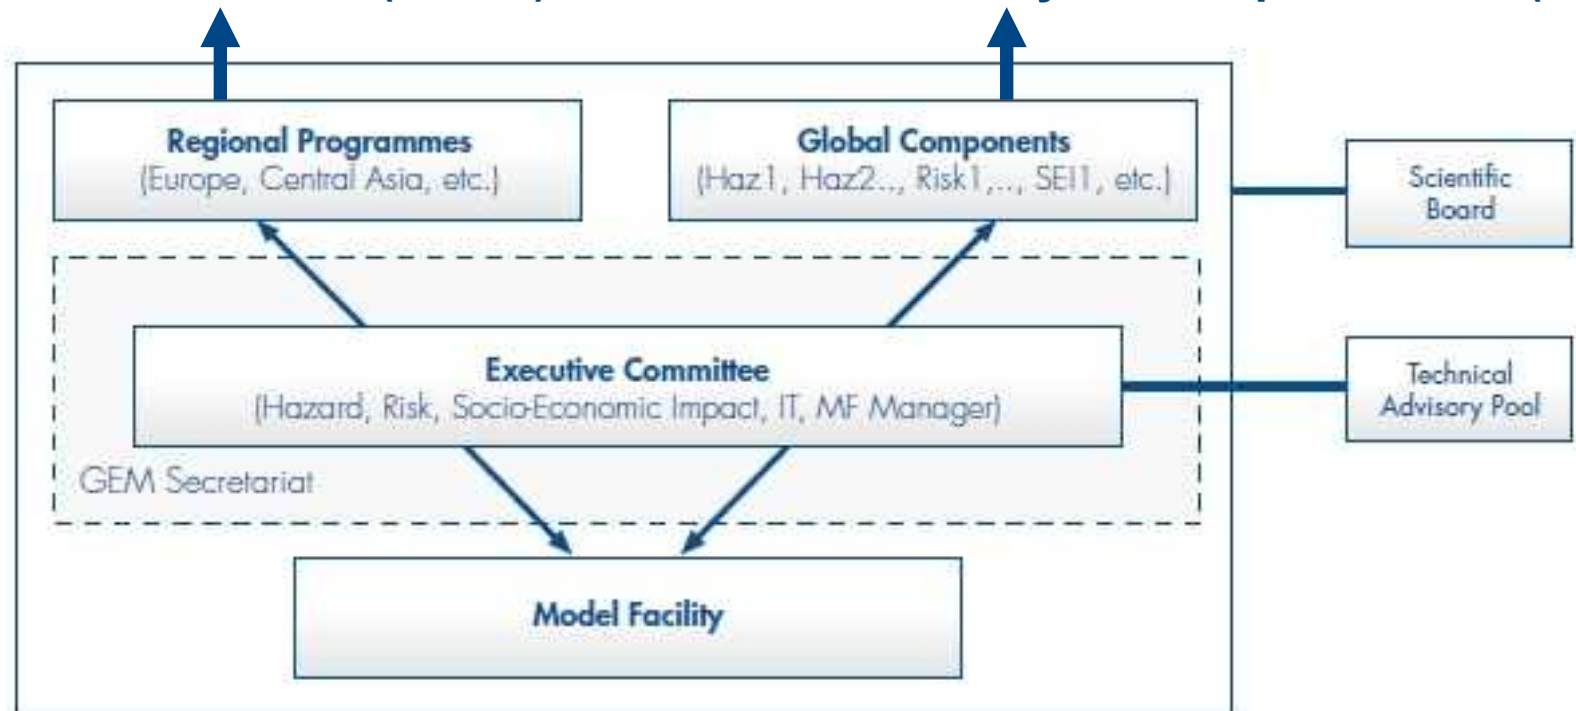 Regional Programmes
(Europe, Central Asia, etc.)
Global Components
(Haz1, Haz2.., Risk1,.., SEI1, etc.)
Scientific
Board
Executive Committee
(Hazard, Risk, Socio-Economic Impact, IT, MF Manager)
Technical
Advisory Pool
GEM Secretariat
Model Facility